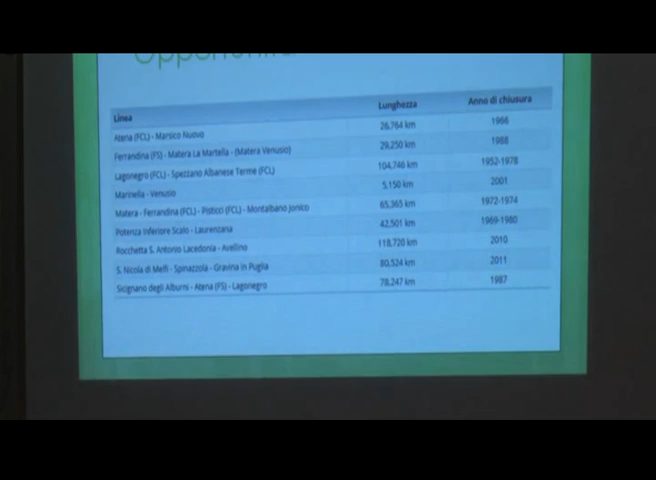 Linea Lunghezza Anno di chiusura
Atena (FCL) - Marsico Nuovo 26,764 km 1966
Ferrandina (FS) - Matera La Martella - (Matera Venusio) 29,250 km 1988
Lagonegro (FCL) - Spezzano Albanese Terme (FCL) 104,746 km 1952-1978
Marinella - Venusio 5,150 km 2001
Matera - Ferrandina (FCL) - Pisticci (FCL) - Montalbano Jonico 65,365 km 1972-1974
Potenza Inferiore Scalo - Laurenzana 42,501 km 1969-1980
Rocchetta S. Antonio Lacedonia - Avellino 118,720 km 2010
S. Nicola di Melfi - Spinazzola - Gravina in Puglia 80,524 km 2011
Sicignano degli Alburni - Atena (FS) - Lagonegro 78,247 km 1987